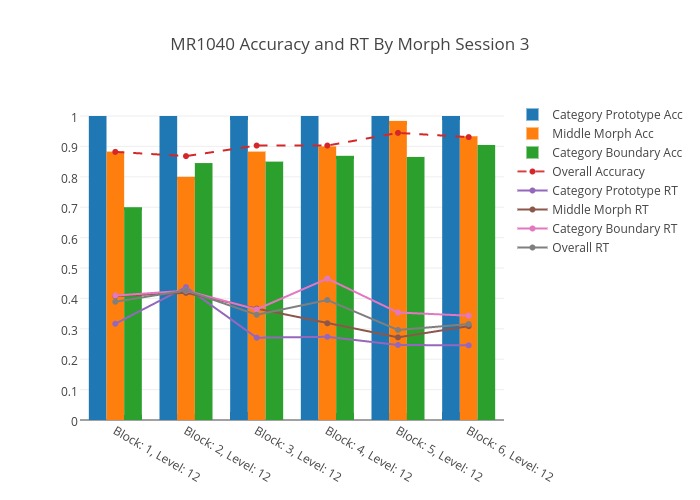 MR1040 Accuracy and RT By Morph Session 3
1
0.9
0.8
0.7
0.6
0.5
0.4
0.3
0.2
0.1
0
Block: 1, Level: 12
Block: 2, Level: 12
Block: 3, Level: 12
Block: 4, Level: 12
Block: 5, Level: 12
Block: 6, Level: 12
Category Prototype Acc
Middle Morph Acc
Category Boundary Acc
Overall Accuracy
Category Prototype RT
Middle Morph RT
Category Boundary RT
Overall RT